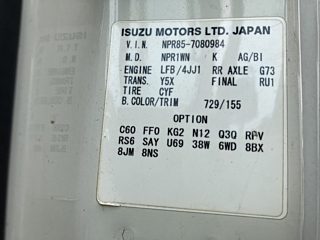 ISUZU MOTORS LTD. JAPAN
V.I.N. NPR85-7080984
M.D. NPR1WN K AG/BI
ENGINE LFB/4JJ1 RR AXLE G73
TRANS Y5X FINAL RU1
TIRE CYF
B.COLOR/TRIM 729/155
OPTION
C60 FF0 KG2 N12 Q3Q RPV
RS6 SAY U69 38W 6WD 8BX
8JM 8NS